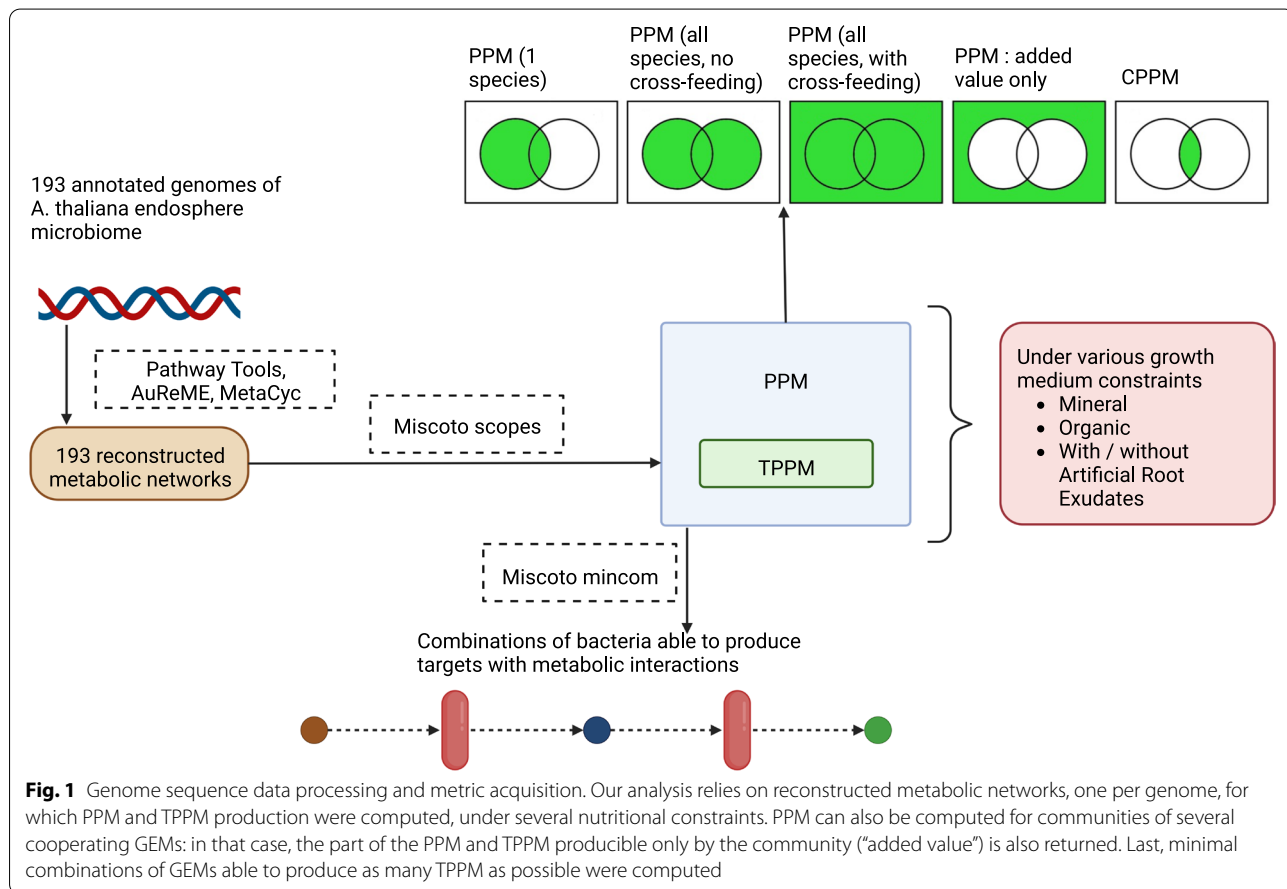 PPM (1
species)
PPM (all
species, no
cross-feeding)
PPM (all
species, with
cross-feeding)
PPM : added
value only
CPPM
193 annotated genomes of
A. thaliana endosphere
microbiome
Pathway Tools,
AuReME, MetaCyc
193 reconstructed
metabolic networks
Miscoto scopes
PPM
TPPM
Under various growth
medium constraints
• Mineral
• Organic
• With / without
Artificial Root
Exudates
Miscoto mincom
Combinations of bacteria able to produce
targets with metabolic interactions
Fig. 1 Genome sequence data processing and metric acquisition. Our analysis relies on reconstructed metabolic networks, one per genome, for
which PPM and TPPM production were computed, under several nutritional constraints. PPM can also be computed for communities of several
cooperating GEMs: in that case, the part of the PPM and TPPM producible only by the community (“added value”) is also returned. Last, minimal
combinations of GEMs able to produce as many TPPM as possible were computed